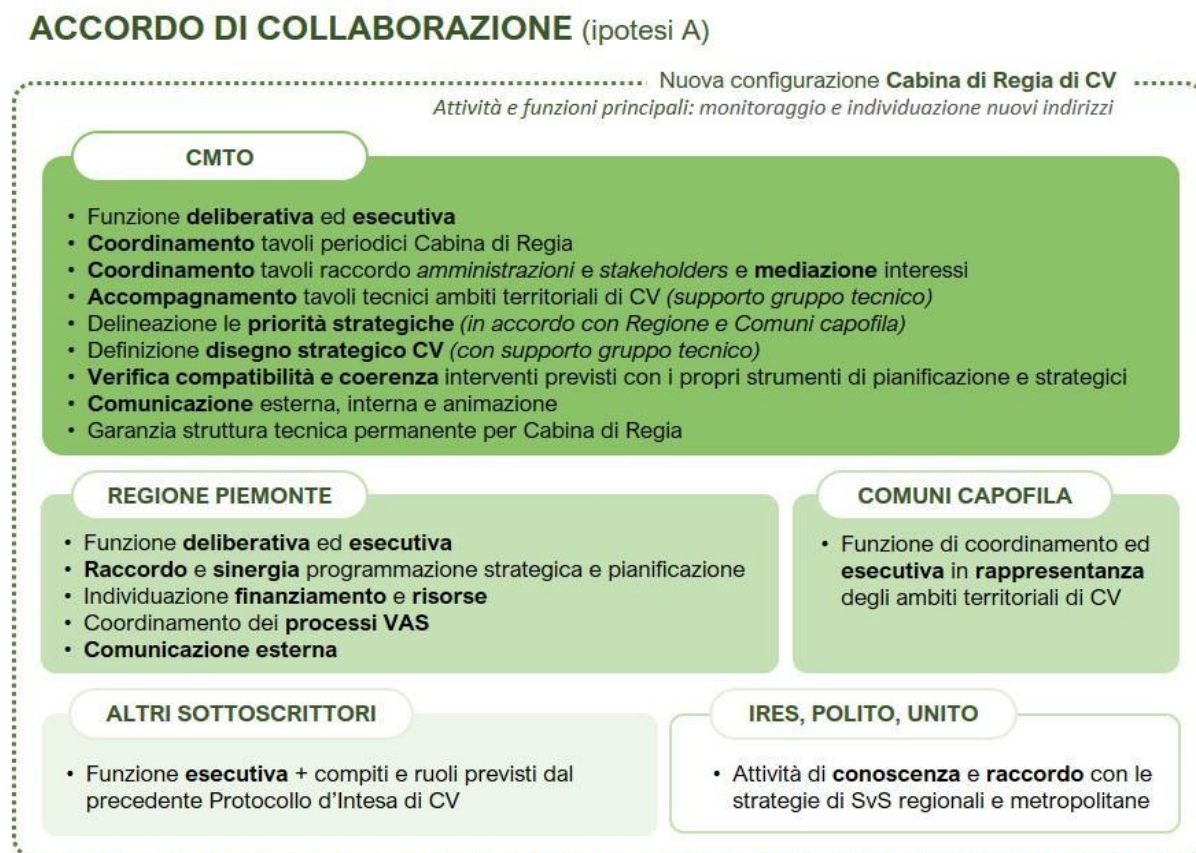 ACCORDO DI COLLABORAZIONE (ipotesi A)
Nuova configurazione Cabina di Regia di CV
Attività e funzioni principali: monitoraggio e individuazione nuovi indirizzi
CMTO
• Funzione deliberativa ed esecutiva
• Coordinamento tavoli periodici Cabina di Regia
• Coordinamento tavoli raccordo amministrazioni e stakeholders e mediazione interessi
• Accompagnamento tavoli tecnici ambiti territoriali di CV (supporto gruppo tecnico)
• Delineazione le priorità strategiche (in accordo con Regione e Comuni capofila)
• Definizione disegno strategico CV (con supporto gruppo tecnico)
• Verifica compatibilità e coerenza interventi previsti con i propri strumenti di pianificazione e strategici
• Comunicazione esterna, interna e animazione
• Garanzia struttura tecnica permanente per Cabina di Regia
REGIONE PIEMONTE
• Funzione deliberativa ed esecutiva
• Raccordo e sinergia programmazione strategica e pianificazione
• Individuazione finanziamento e risorse
• Coordinamento dei processi VAS
• Comunicazione esterna
COMUNI CAPOFILA
• Funzione di coordinamento ed
esecutiva in rappresentanza
degli ambiti territoriali di CV
ALTRI SOTTOSCRITTORI
• Funzione esecutiva + compiti e ruoli previsti dal
precedente Protocollo d'Intesa di CV
IRES, POLITO, UNITO
• Attività di conoscenza e raccordo con le
strategie di SvS regionali e metropolitane